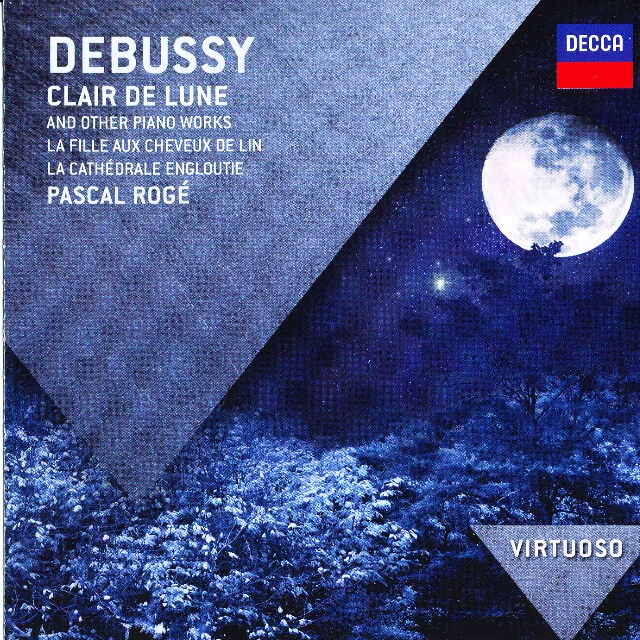 DEBUSSY
CLAIR DE LUNE
AND OTHER PIANO WORKS
LA FILLE AUX CHEVEUX DE LIN
LA CATHÉDRALE ENGLOUTIE
PASCAL ROGÉ
DECCA
VIRTUOSO